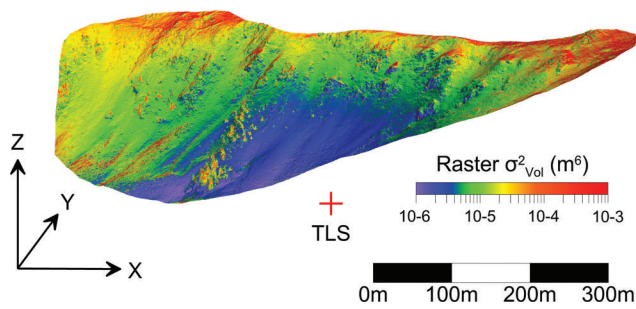 Z
Y
X
TLS
Raster σ²Vol (m⁶)
10-6 10-5 10-4 10-3
0m 100m 200m 300m